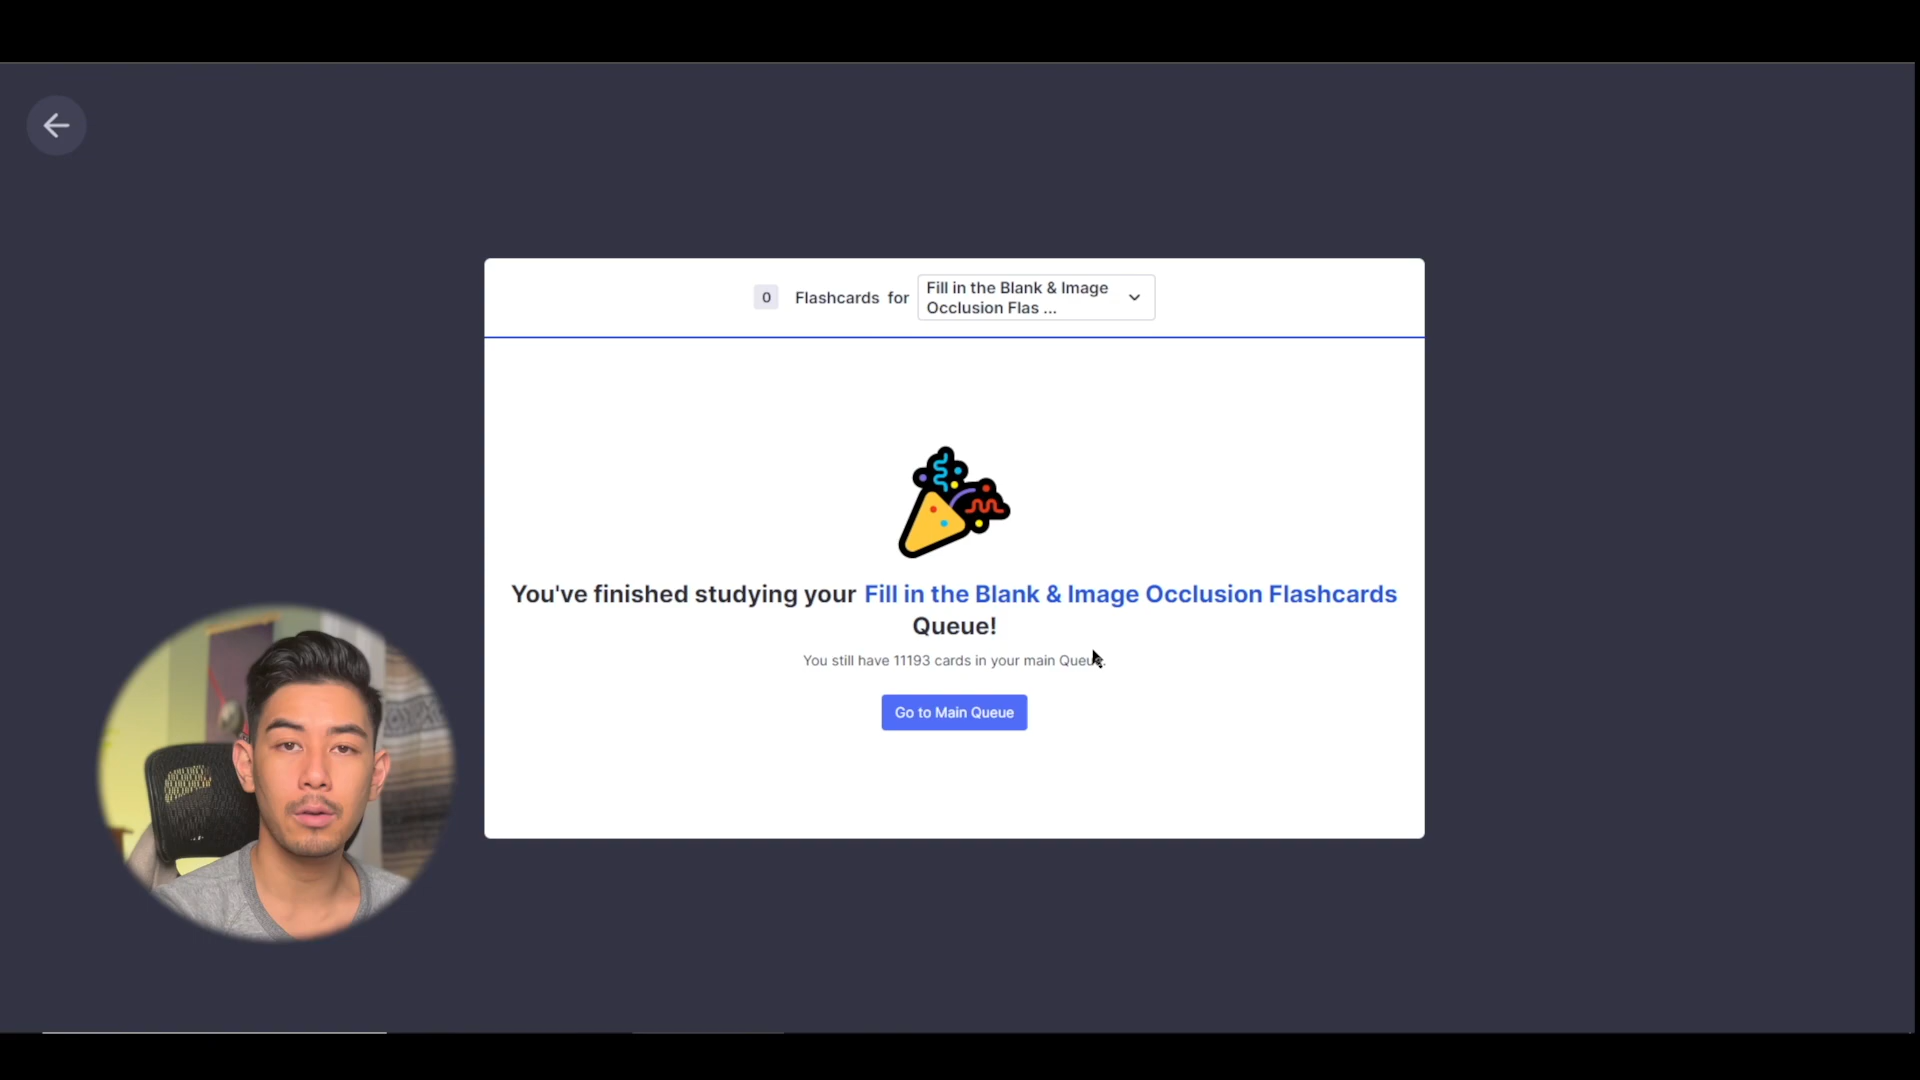 0 Flashcards for
Fill in the Blank & Image
Occlusion Flas ...
You've finished studying your Fill in the Blank & Image Occlusion Flashcards
Queue!
You still have 11193 cards in your main Queue.
Go to Main Queue